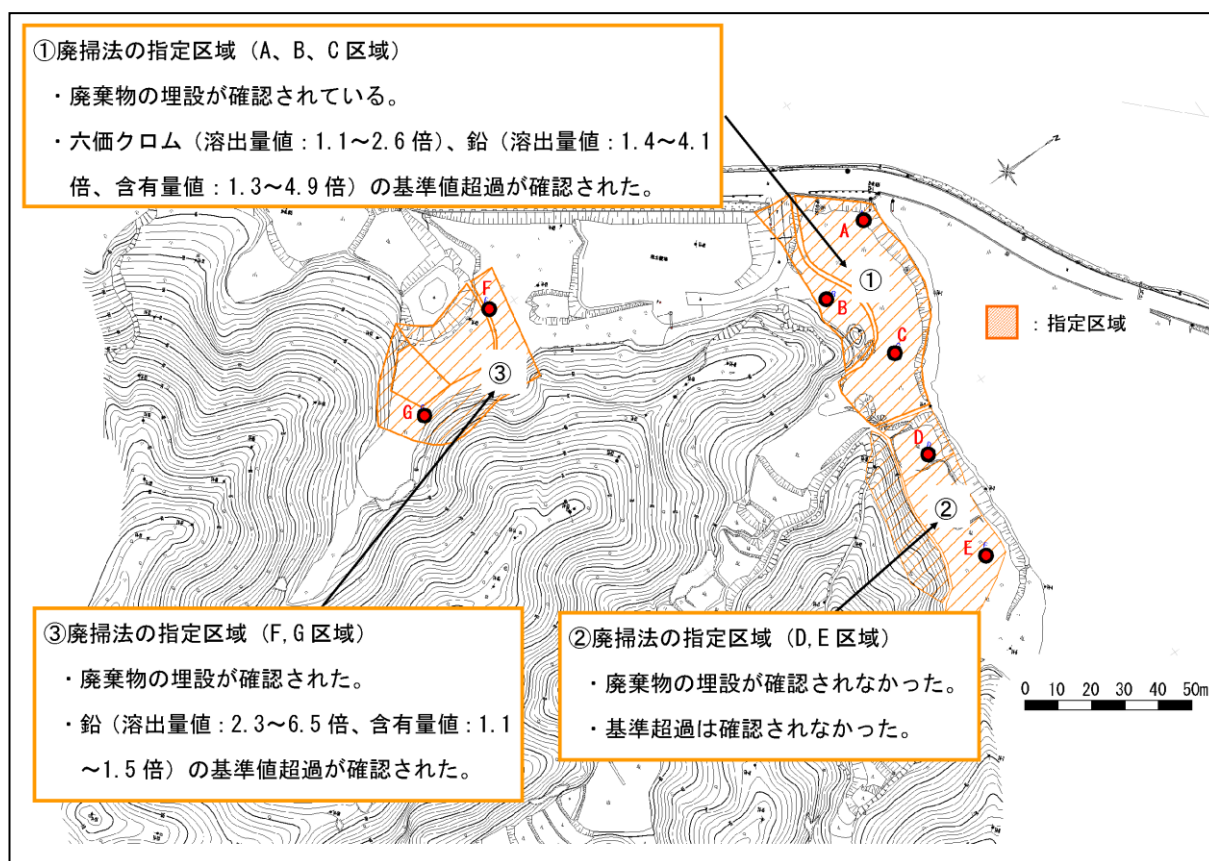 ①廃掃法の指定区域（A、B、C 区域）
・廃棄物の埋設が確認されている。
・六価クロム（溶出量値：1.1～2.6 倍）、鉛（溶出量値：1.4～4.1
倍、含有量値：1.3～4.9 倍）の基準値超過が確認された。
A
①
B
C
：指定区域
F
③
G
D
②
E
③廃掃法の指定区域（F,G 区域）
・廃棄物の埋設が確認された。
・鉛（溶出量値：2.3～6.5 倍、含有量値：1.1
～1.5 倍）の基準値超過が確認された。
②廃掃法の指定区域（D,E 区域）
・廃棄物の埋設が確認されなかった。
・基準超過は確認されなかった。
0 10 20 30 40 50m